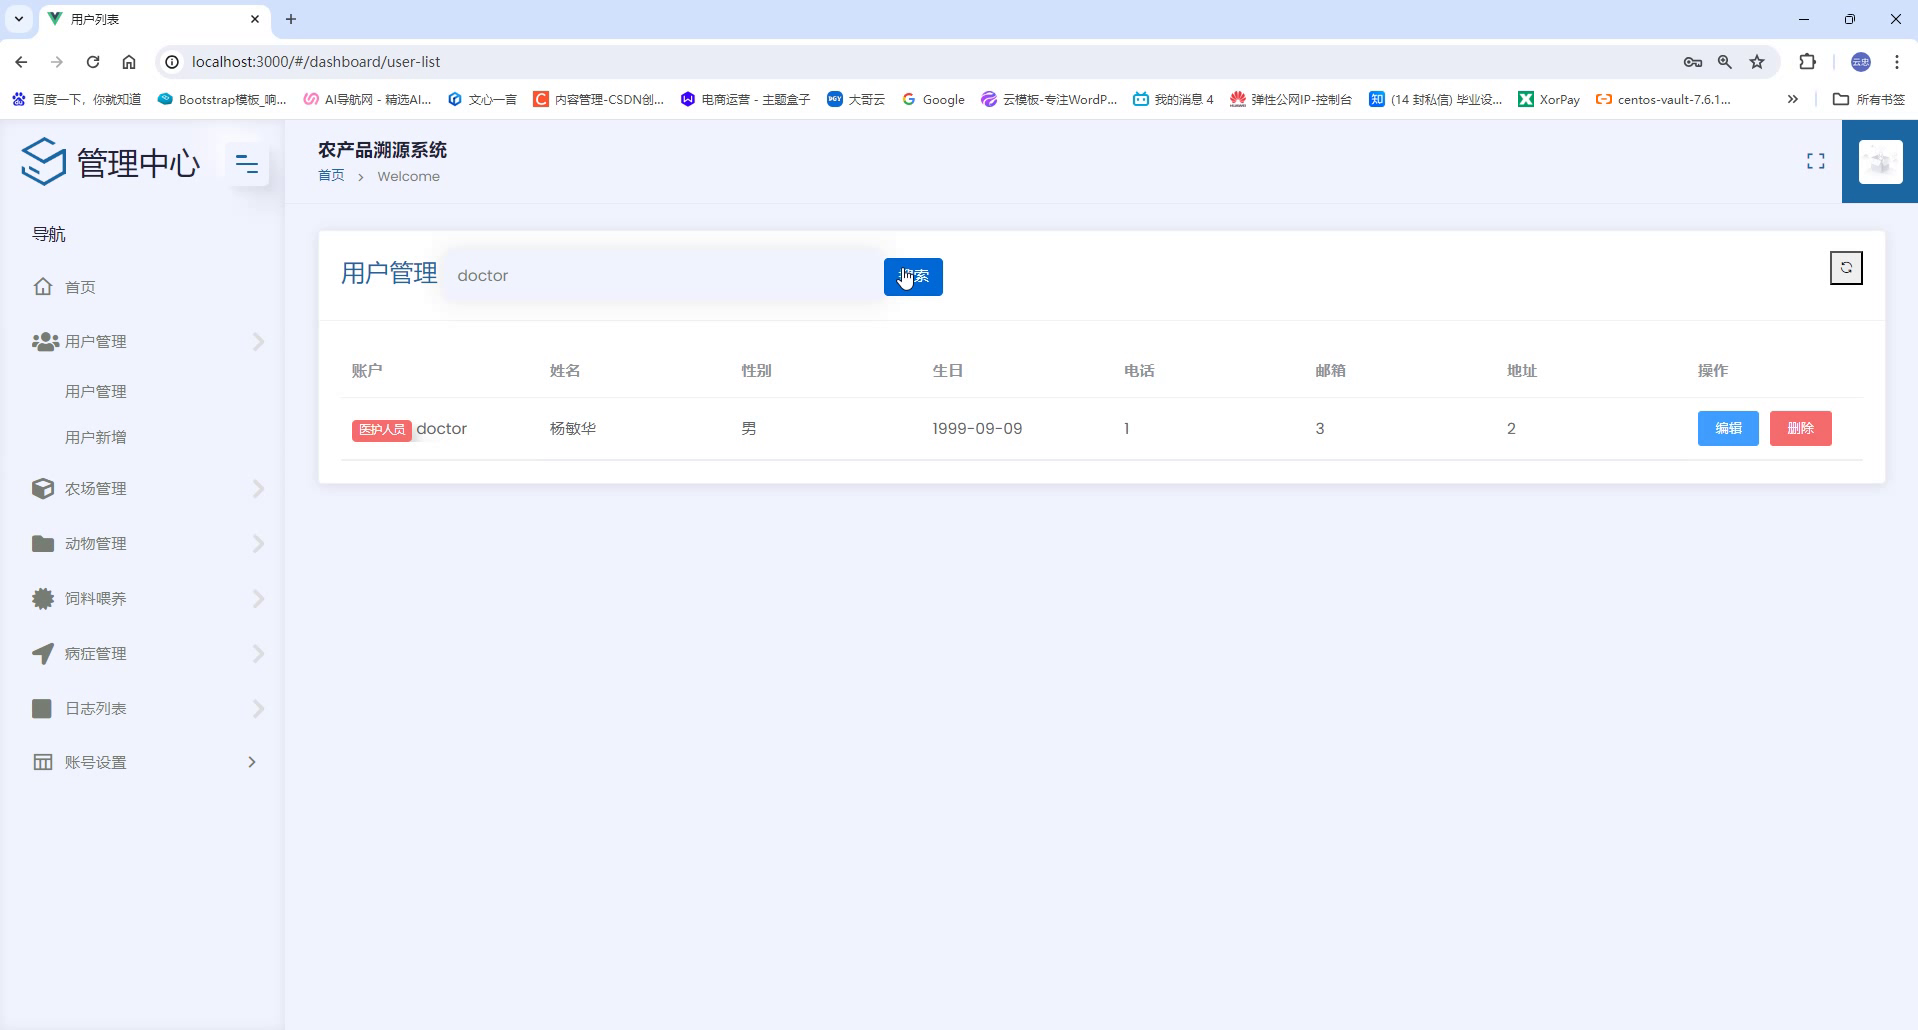 用户列表
localhost:3000/#/dashboard/user-list
云忠
百度一下，你就知道
Bootstrap模板_响...
AI导航网 - 精选AI...
文心一言
内容管理-CSDN创...
电商运营 - 主题盒子
大哥云
Google
云模板-专注WordP...
我的消息 4
弹性公网IP-控制台
(14 封私信) 毕业设...
XorPay
centos-vault-7.6.1...
所有书签
管理中心
农产品溯源系统
首页 > Welcome
导航
首页
用户管理
用户管理
用户新增
农场管理
动物管理
饲料喂养
病症管理
日志列表
账号设置
用户管理 doctor 索
账户 姓名 性别 生日 电话 邮箱 地址 操作
医护人员 doctor 杨敏华 男 1999-09-09 1 3 2 编辑 删除